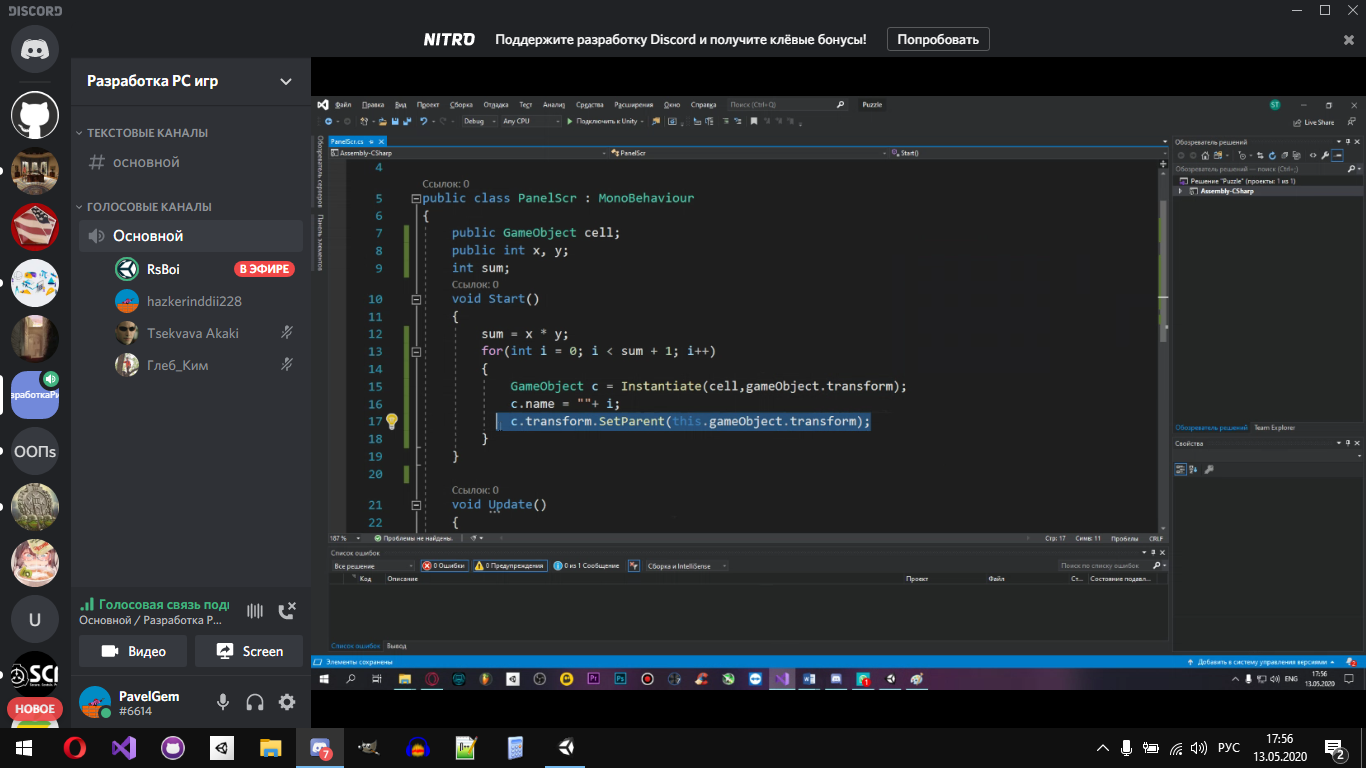 DISCORD
NITRO Поддержите разработку Discord и получите клёвые бонусы! Попробовать
Разработка PC игр
ТЕКСТОВЫЕ КАНАЛЫ
# основной
ГОЛОСОВЫЕ КАНАЛЫ
Основной
RsBoi В ЭФИРЕ
hazkerinddii228
Tsekvava Akaki
Глеб_Ким
ООПs
U
SCI
НОВОЕ
Голосовая связь подк
Основной / Разработка P...
Видео Screen
PavelGem
#6614
Файл Правка Вид Проект Сборка Отладка Тест Анализ Средства Расширения Окно Справка Поиск (Ctrl+Q) Puzzle ST
Debug Any CPU Подключить к Unity Live Share
Обозреватель серверов Панель элементов
PanelScr.cs
Assembly-CSharp PanelScr Start()
4
Ссылок: 0
5 public class PanelScr : MonoBehaviour
6 {
7 public GameObject cell;
8 public int x, y;
9 int sum;
Ссылок: 0
10 void Start()
11 {
12 sum = x * y;
13 for(int i = 0; i < sum + 1; i++)
14 {
15 GameObject c = Instantiate(cell,gameObject.transform);
16 c.name = ""+ i;
17 c.transform.SetParent(this.gameObject.transform);
18 }
19 }
20
Ссылок: 0
21 void Update()
22 {
187 % Проблемы не найдены. Стр: 17 Симв: 11 Пробелы CRLF
Обозреватель решений
Обозреватель решений — поиск (Ctrl+;)
Решение "Puzzle" (проекты: 1 из 1)
Assembly-CSharp
Обозреватель решений Team Explorer
Свойства
Список ошибок
Все решение 0 Ошибки 0 Предупреждения 0 из 1 Сообщение Сборка и IntelliSense Поиск по списку ошибок
Код Описание Проект Файл Ст... Состояние подавл...
Список ошибок Вывод
Элементы сохранены Добавить в систему управления версиями 2
ENG 17:56
13.05.2020
7
РУС 17:56
13.05.2020
2